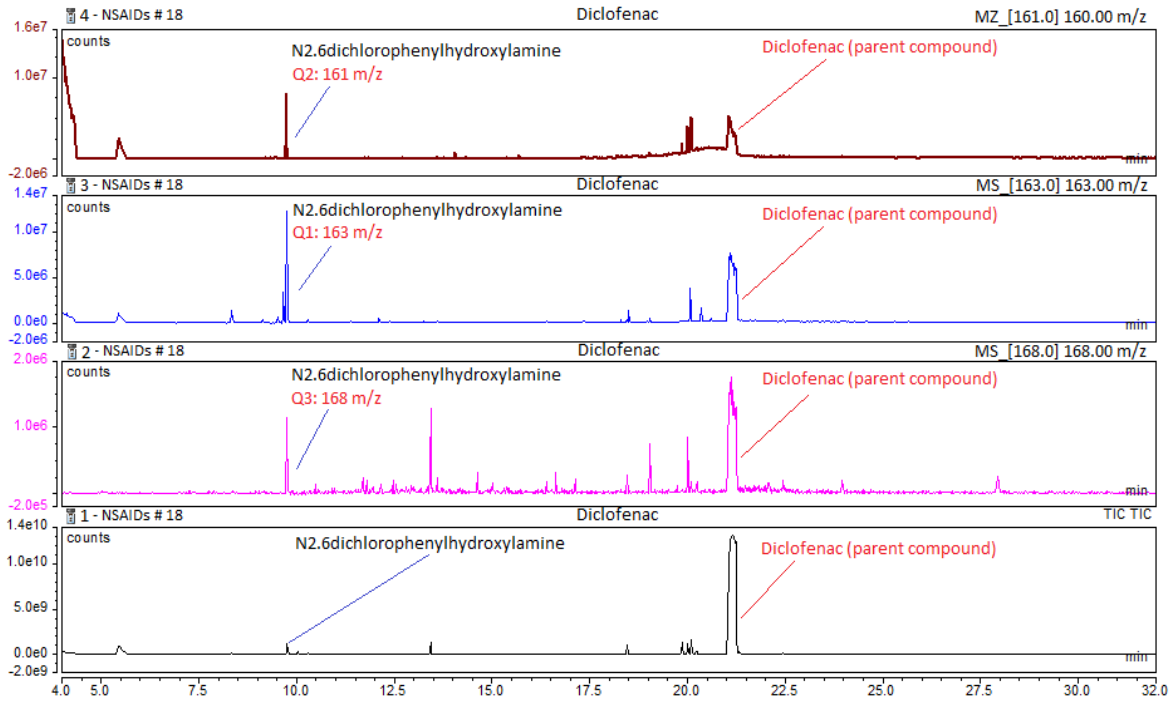 4 - NSAIDs # 18 Diclofenac MZ_[161.0] 160.00 m/z
1.6e7
counts
N2.6dichlorophenylhydroxylamine
Diclofenac (parent compound)
Q2: 161 m/z
1.0e7
min
-2.0e6
3 - NSAIDs # 18 Diclofenac MS_[163.0] 163.00 m/z
1.4e7
counts
N2.6dichlorophenylhydroxylamine
Diclofenac (parent compound)
Q1: 163 m/z
1.0e7
5.0e6
0.0e0
min
-2.0e6
2 - NSAIDs # 18 Diclofenac MS_[168.0] 168.00 m/z
2.0e6
counts
N2.6dichlorophenylhydroxylamine
Diclofenac (parent compound)
Q3: 168 m/z
1.0e6
min
-2.0e5
1 - NSAIDs # 18 Diclofenac TIC TIC
1.4e10
counts
N2.6dichlorophenylhydroxylamine
Diclofenac (parent compound)
1.0e10
5.0e9
0.0e0
min
-2.0e9
4.0 5.0 7.5 10.0 12.5 15.0 17.5 20.0 22.5 25.0 27.5 30.0 32.0